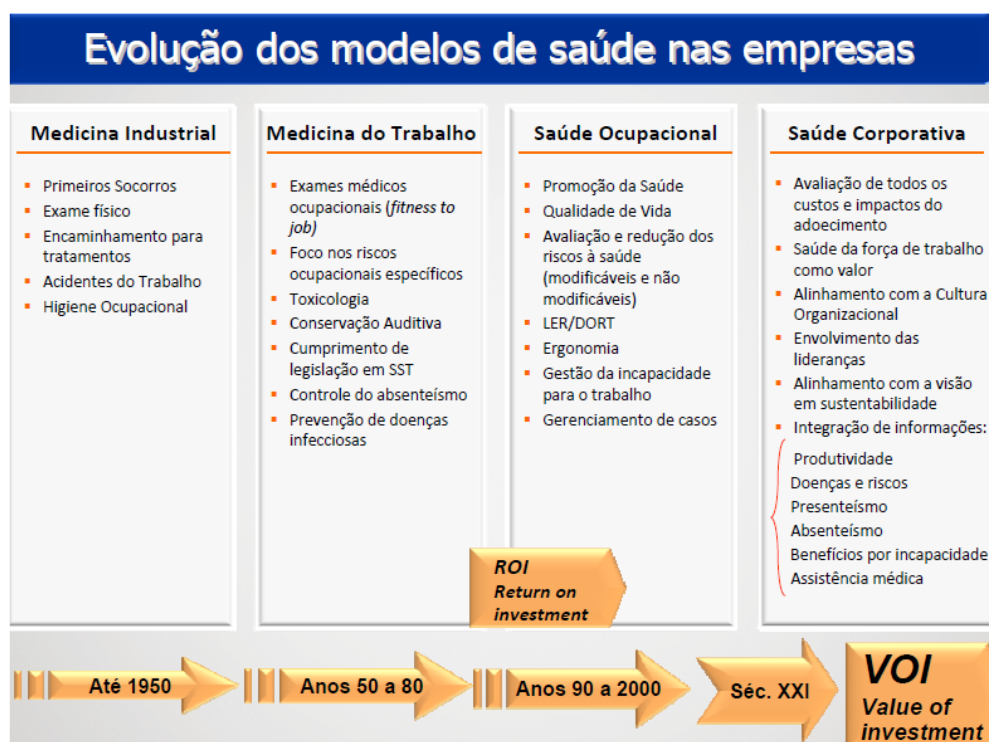 Evolução dos modelos de saúde nas empresas
Medicina Industrial
Primeiros Socorros
Exame físico
Encaminhamento para
tratamentos
Acidentes do Trabalho
Higiene Ocupacional
Medicina do Trabalho
Exames médicos
ocupacionais (fitness to
job)
Foco nos riscos
ocupacionais específicos
Toxicologia
Conservação Auditiva
Cumprimento de
legislação em SST
Controle do absenteísmo
Prevenção de doenças
infecciosas
Saúde Ocupacional
Promoção da Saúde
Qualidade de Vida
Avaliação e redução dos
riscos à saúde
(modificáveis e não
modificáveis)
LER/DORT
Ergonomia
Gestão da incapacidade
para o trabalho
Gerenciamento de casos
Saúde Corporativa
Avaliação de todos os
custos e impactos do
adoecimento
Saúde da força de trabalho
como valor
Alinhamento com a Cultura
Organizacional
Envolvimento das
lideranças
Alinhamento com a visão
em sustentabilidade
Integração de informações:
Produtividade
Doenças e riscos
Presenteísmo
Absenteísmo
Benefícios por incapacidade
Assistência médica
ROI
Return on
investment
Até 1950
Anos 50 a 80
Anos 90 a 2000
Séc. XXI
VOI
Value of
investment